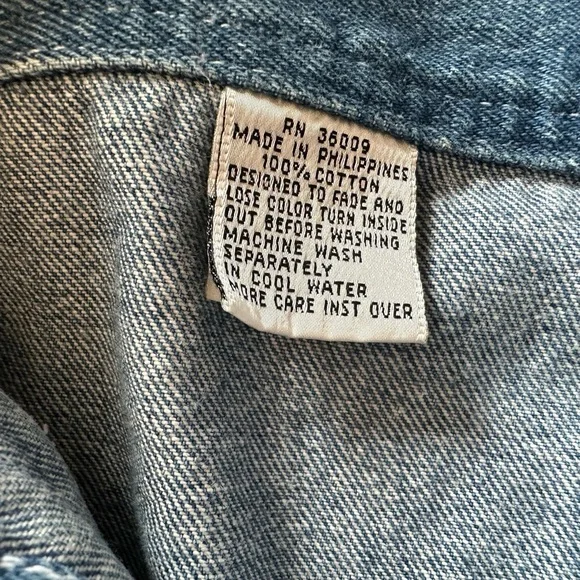 RN 36009
MADE IN PHILIPPINES
100% COTTON
DESIGNED TO FADE AND
LOSE COLOR TURN INSIDE
OUT BEFORE WASHING
MACHINE WASH
SEPARATELY
IN COOL WATER
MORE CARE INST OVER